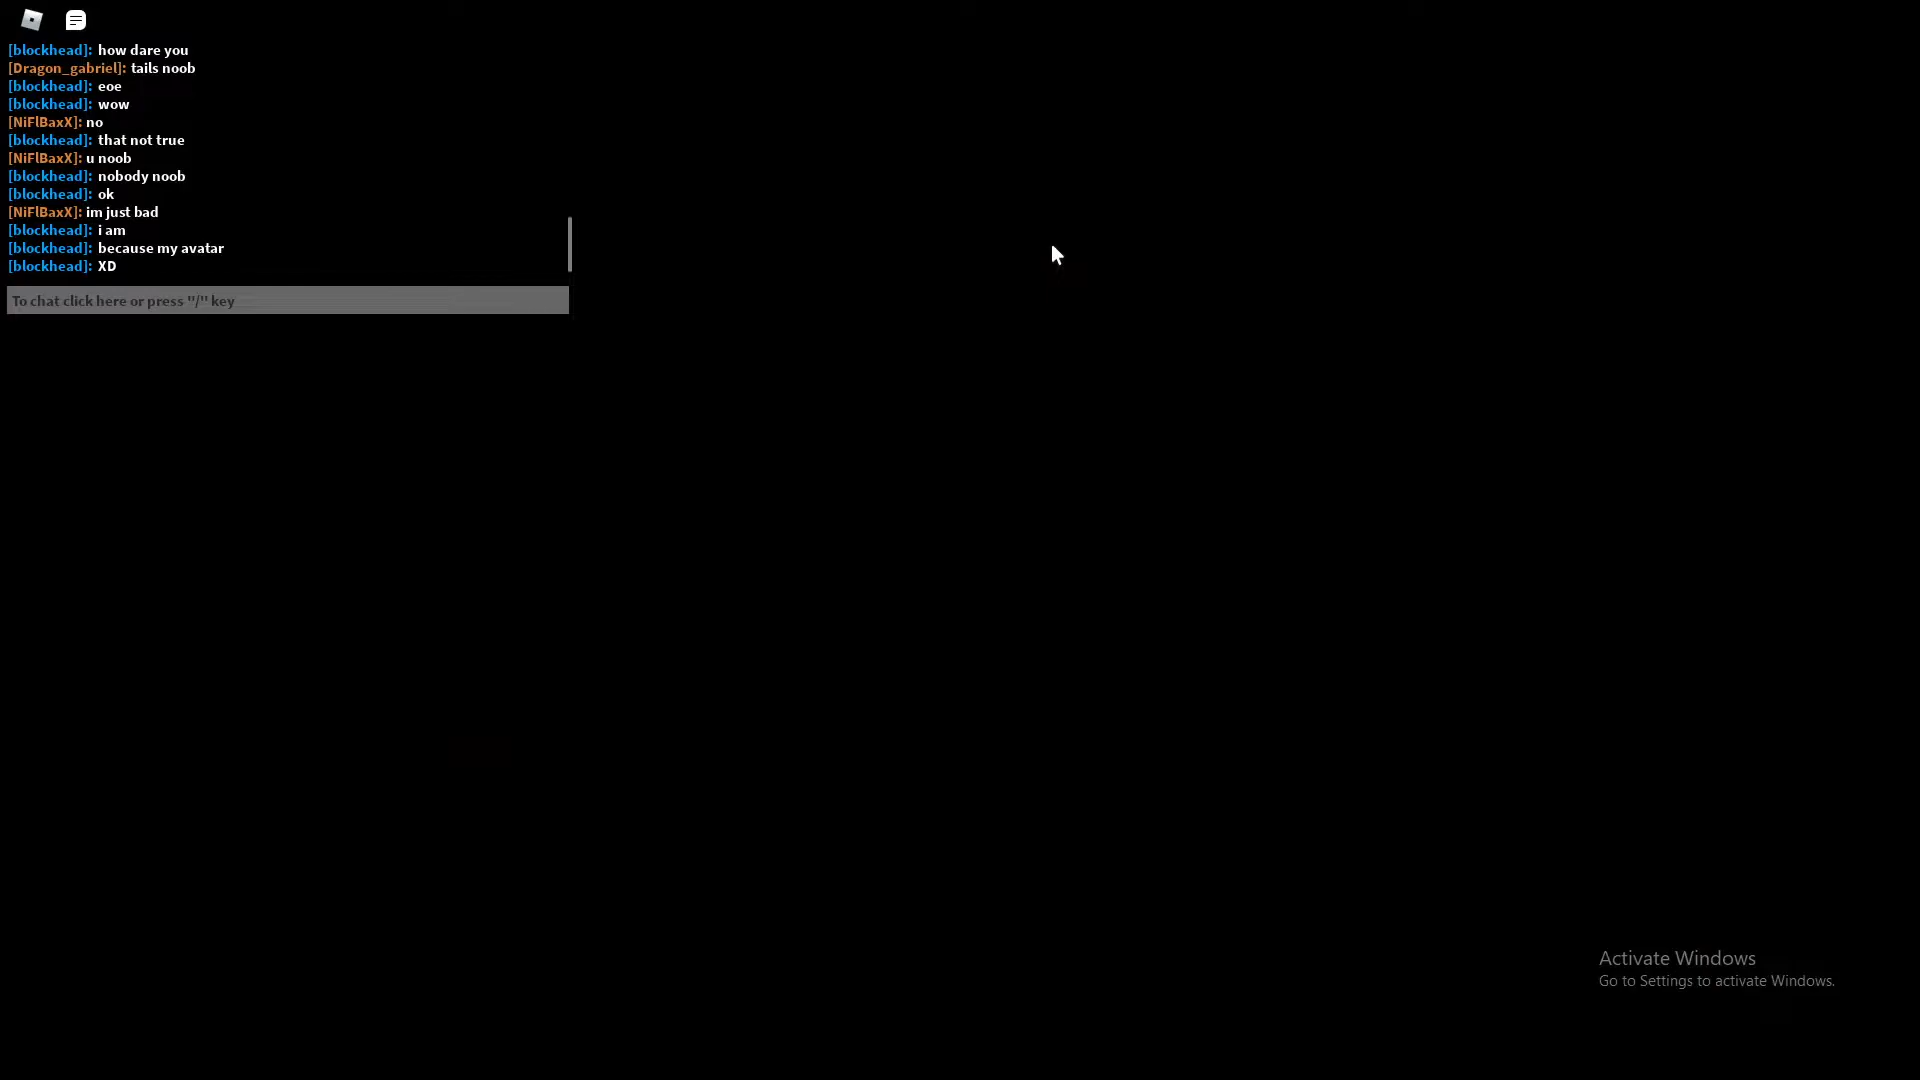 [blockhead]: how dare you
[Dragon_gabriel]: tails noob
[blockhead]: eoe
[blockhead]: wow
[NiFlBaxX]: no
[blockhead]: that not true
[NiFlBaxX]: u noob
[blockhead]: nobody noob
[blockhead]: ok
[NiFlBaxX]: im just bad
[blockhead]: i am
[blockhead]: because my avatar
[blockhead]: XD
To chat click here or press "/" key
Activate Windows
Go to Settings to activate Windows.